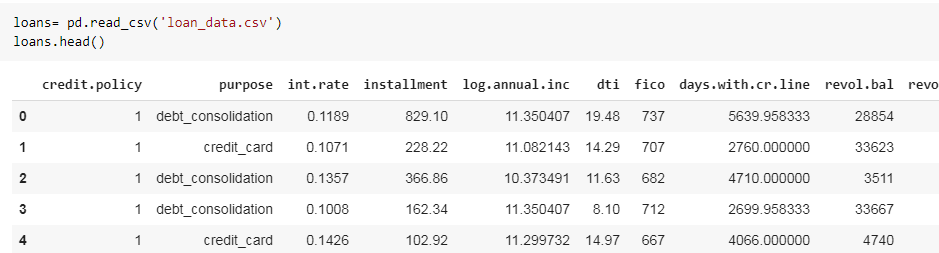 loans= pd.read_csv('loan_data.csv')
loans.head()
credit.policy purpose int.rate installment log.annual.inc dti fico days.with.cr.line revol.bal revo
0 1 debt_consolidation 0.1189 829.10 11.350407 19.48 737 5639.958333 28854
1 1 credit_card 0.1071 228.22 11.082143 14.29 707 2760.000000 33623
2 1 debt_consolidation 0.1357 366.86 10.373491 11.63 682 4710.000000 3511
3 1 debt_consolidation 0.1008 162.34 11.350407 8.10 712 2699.958333 33667
4 1 credit_card 0.1426 102.92 11.299732 14.97 667 4066.000000 4740